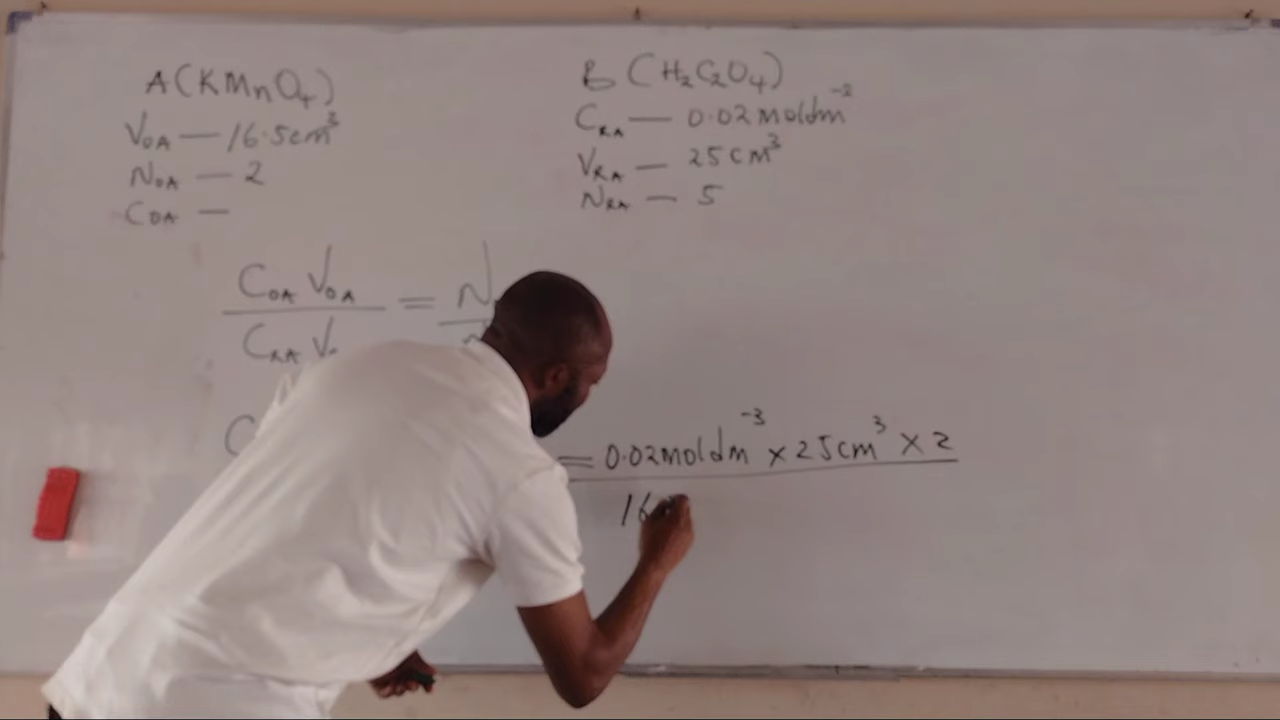 A(KMnO4)
VOA — 16.5cm³
NOA — 2
COA —
B (H₂C₂O₄)
CRA — 0.02moldm⁻³
VRA — 25cm³
NRA — 5
COA VOA = N
CRA V
C = 0.02moldm⁻³ × 25cm³ × 2
16